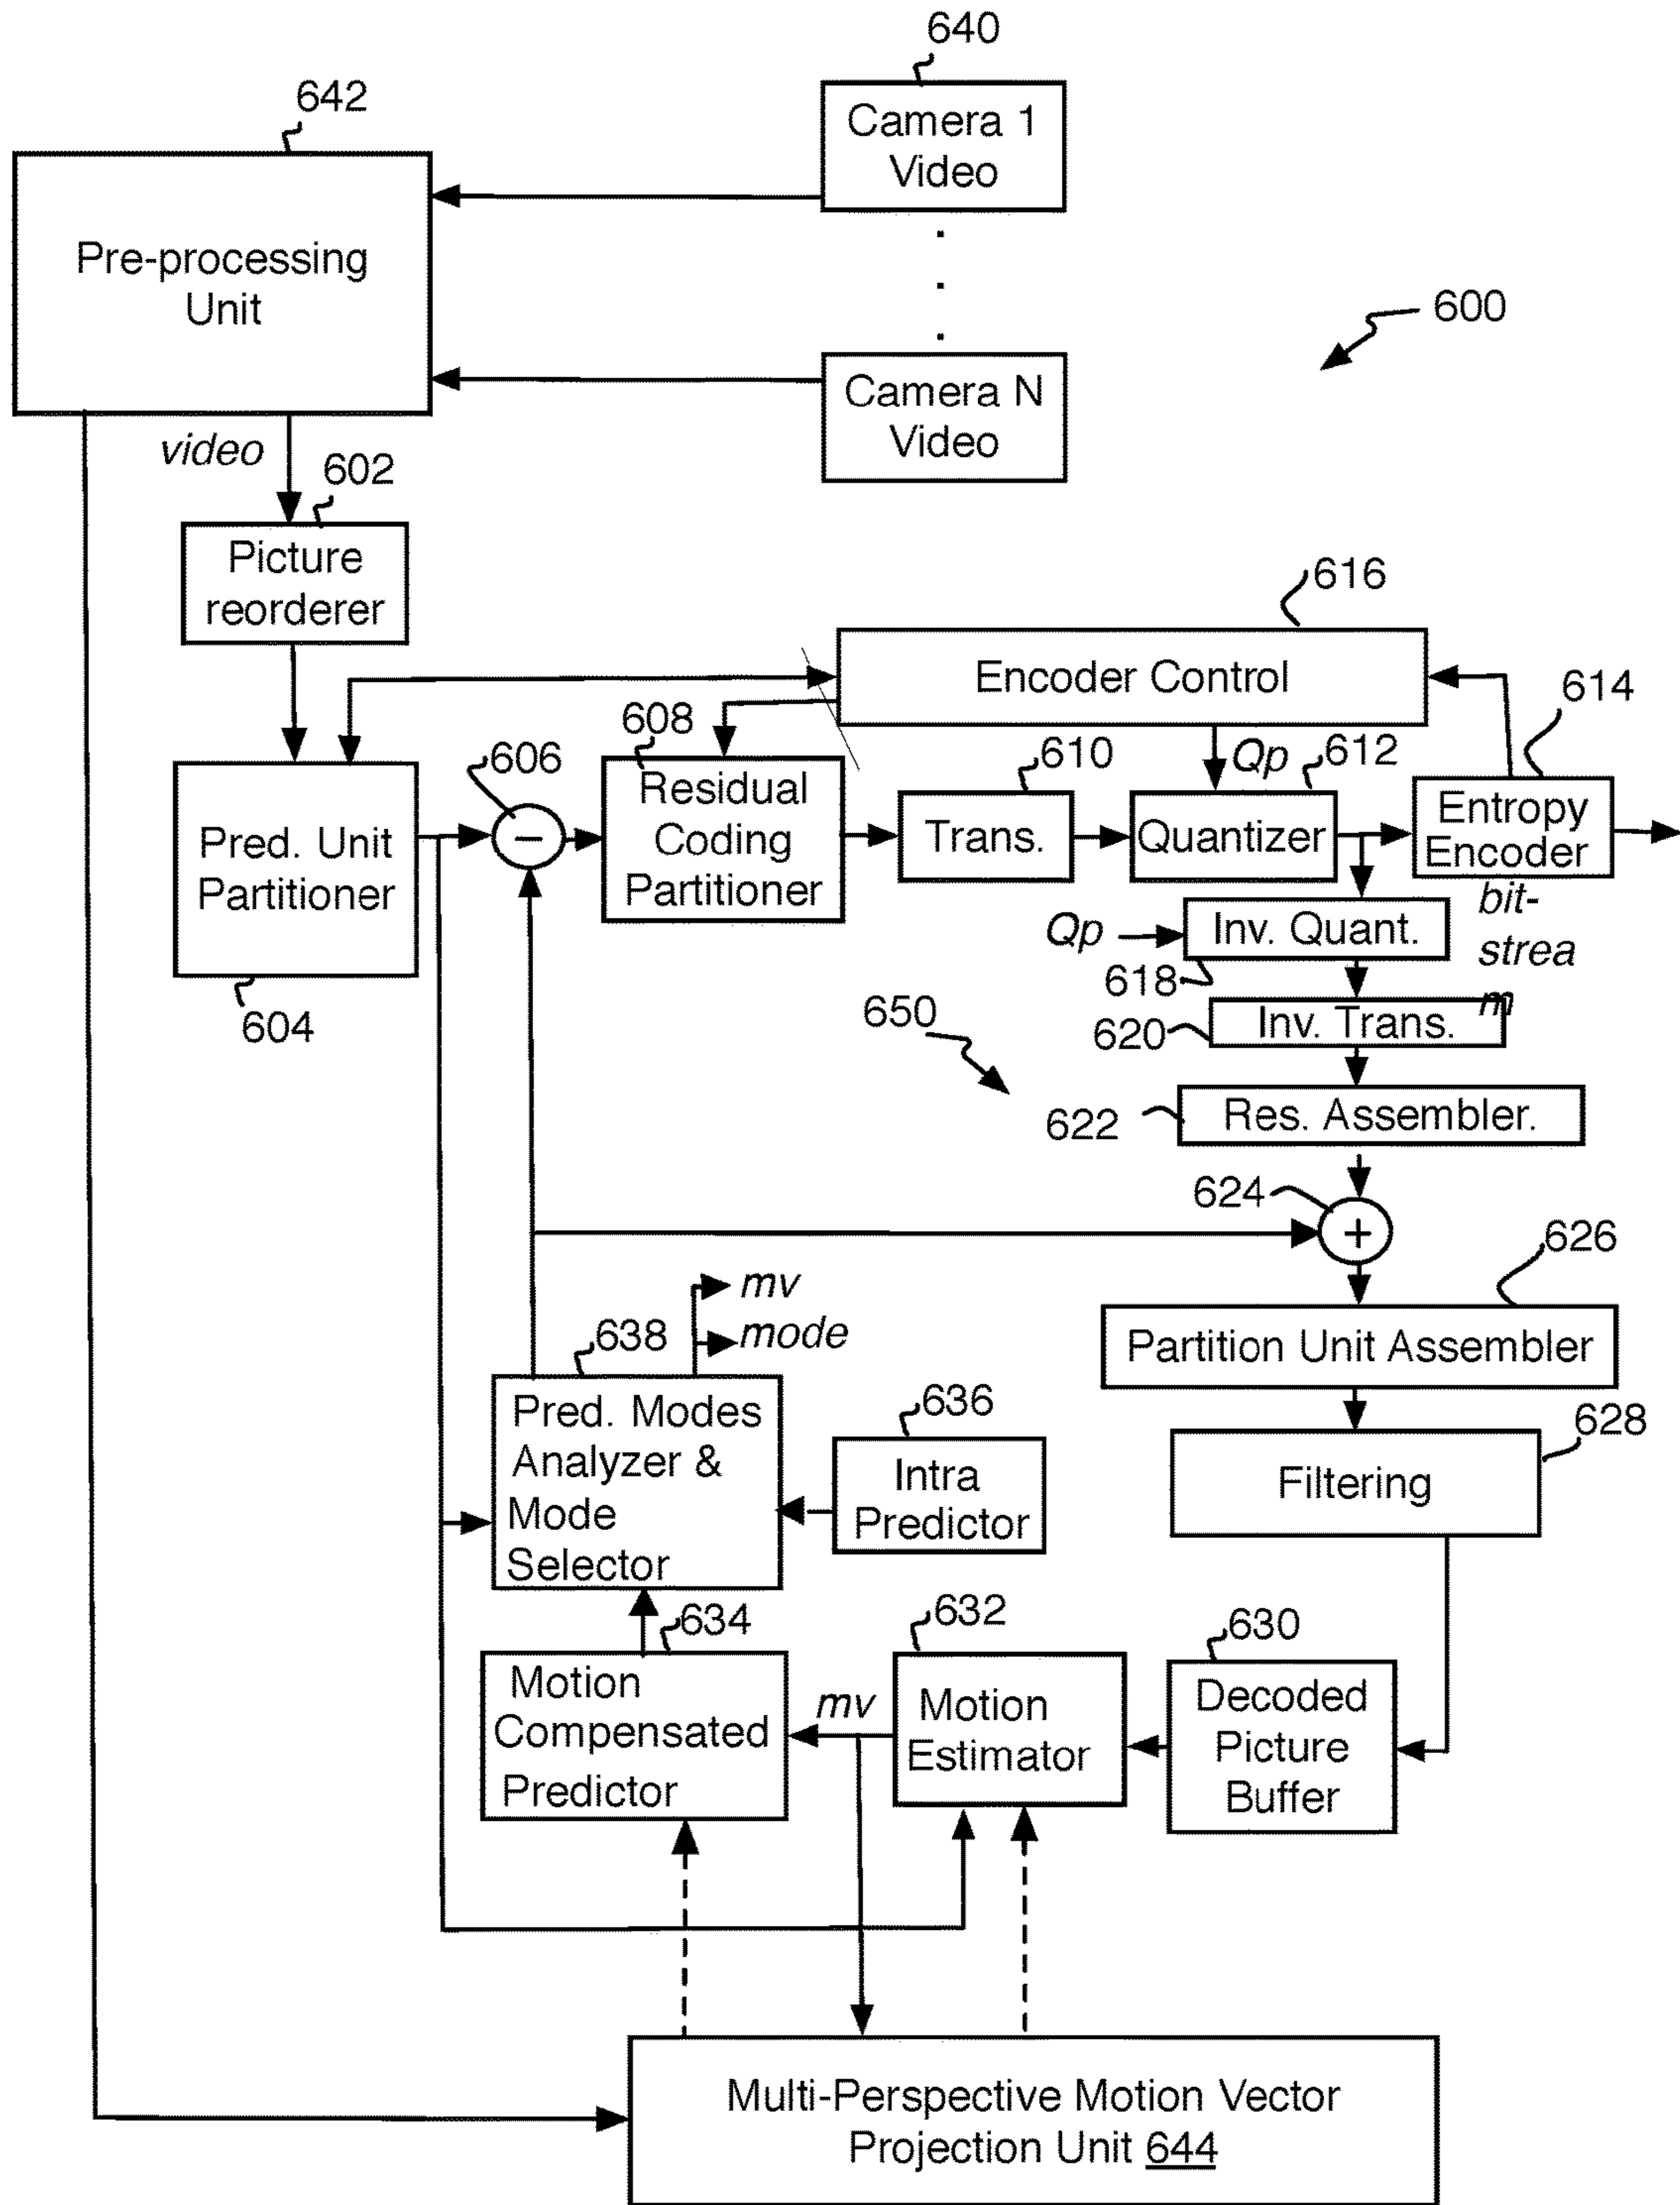 640
642
Camera 1
Video
Pre-processing
Unit
600
Camera N
Video
video
602
Picture
reorderer
616
Encoder Control
614
608
606
610
Qp
612
Residual
Coding
Partitioner
Pred. Unit
Partitioner
–
Trans.
Quantizer
Entropy
Encoder
bit-
strea
m
Qp
Inv. Quant.
618
604
650
620
Inv. Trans.
622
Res. Assembler.
624
+
626
mv
mode
638
Partition Unit Assembler
Pred. Modes
Analyzer &
Mode
Selector
636
Intra
Predictor
628
Filtering
634
632
630
Motion
Compensated
Predictor
mv
Motion
Estimator
Decoded
Picture
Buffer
Multi-Perspective Motion Vector
Projection Unit 644